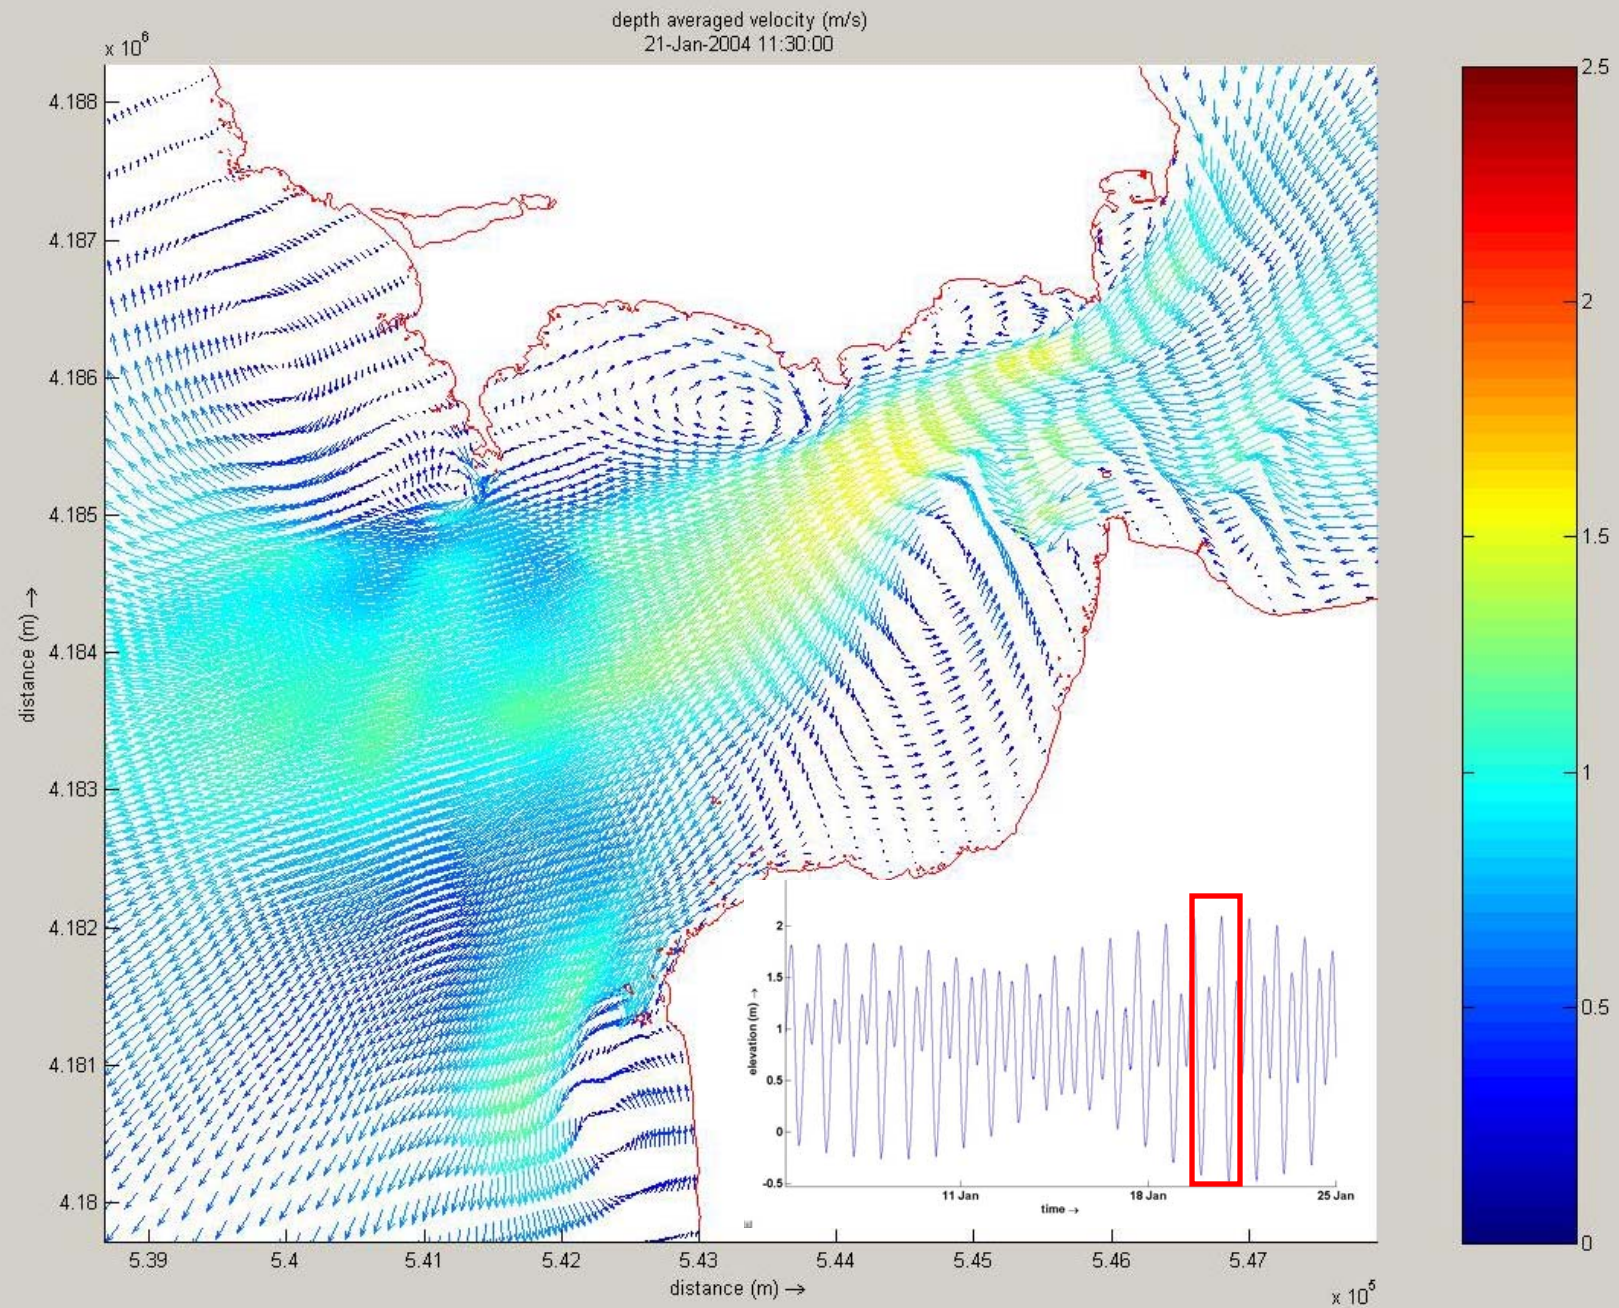 depth averaged velocity (m/s)
21-Jan-2004 11:30:00
x 10^6
4.188
4.187
4.186
4.185
4.184
4.183
4.182
4.181
4.18
distance (m) →
5.39
5.4
5.41
5.42
5.43
5.44
5.45
5.46
5.47
distance (m) →
x 10^5
2.5
2
1.5
1
0.5
0
2
1.5
1
0.5
0
-0.5
elevation (m) →
11 Jan
18 Jan
25 Jan
time →